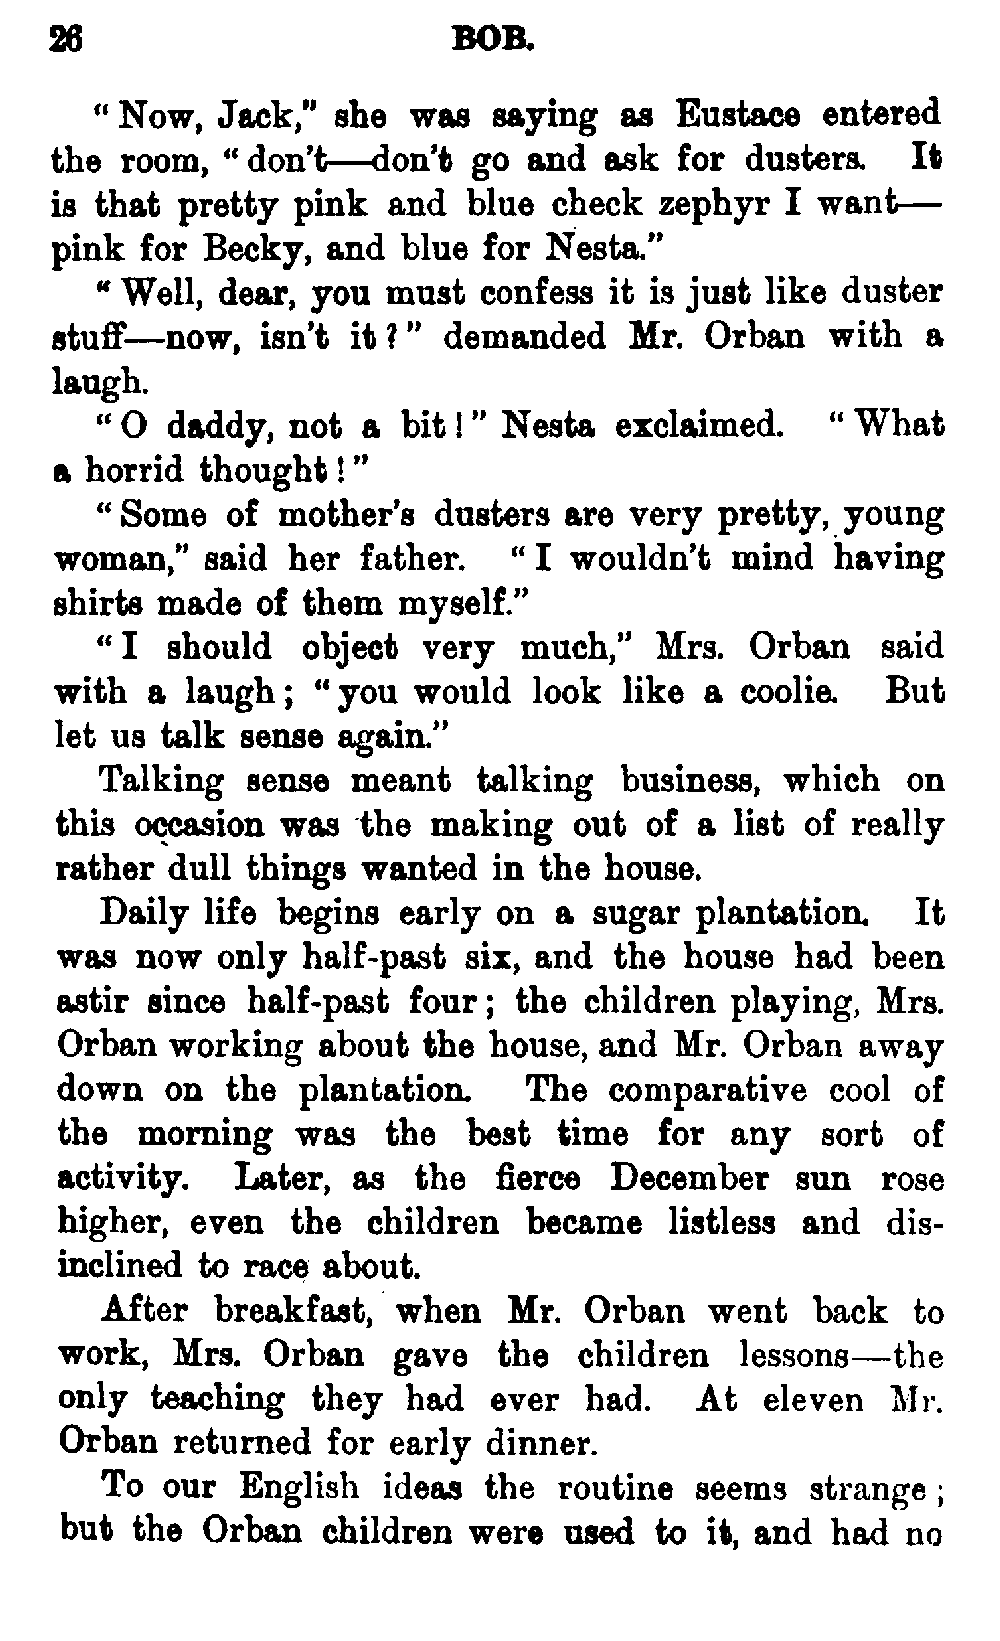 26 BOB.
“Now, Jack,” she was saying as Eustace entered
the room, “don’t—don’t go and ask for dusters. It
is that pretty pink and blue check zephyr I want—
pink for Becky, and blue for Nesta.”
“Well, dear, you must confess it is just like duster
stuff—now, isn’t it?” demanded Mr. Orban with a
laugh.
“O daddy, not a bit!” Nesta exclaimed. “What
a horrid thought!”
“Some of mother’s dusters are very pretty, young
woman,” said her father. “I wouldn’t mind having
shirts made of them myself.”
“I should object very much,” Mrs. Orban said
with a laugh; “you would look like a coolie. But
let us talk sense again.”
Talking sense meant talking business, which on
this occasion was the making out of a list of really
rather dull things wanted in the house.
Daily life begins early on a sugar plantation. It
was now only half-past six, and the house had been
astir since half-past four; the children playing, Mrs.
Orban working about the house, and Mr. Orban away
down on the plantation. The comparative cool of
the morning was the best time for any sort of
activity. Later, as the fierce December sun rose
higher, even the children became listless and dis-
inclined to race about.
After breakfast, when Mr. Orban went back to
work, Mrs. Orban gave the children lessons—the
only teaching they had ever had. At eleven Mr.
Orban returned for early dinner.
To our English ideas the routine seems strange;
but the Orban children were used to it, and had no